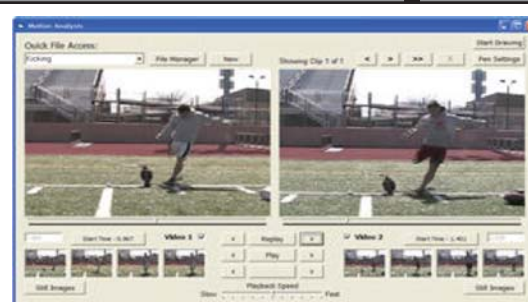 Motion Analysis
Quick File Access:
Kicking
File Manager
New
Showing Clip 1 of 1
<
>
>>
Start Drawing
Pen Settings
Start Time -
Video 1
<
Replay
>
Video 2
Start Time -
<
Play
>
<
>
Still Images
Playback Speed
Slow
Fast
Still Images